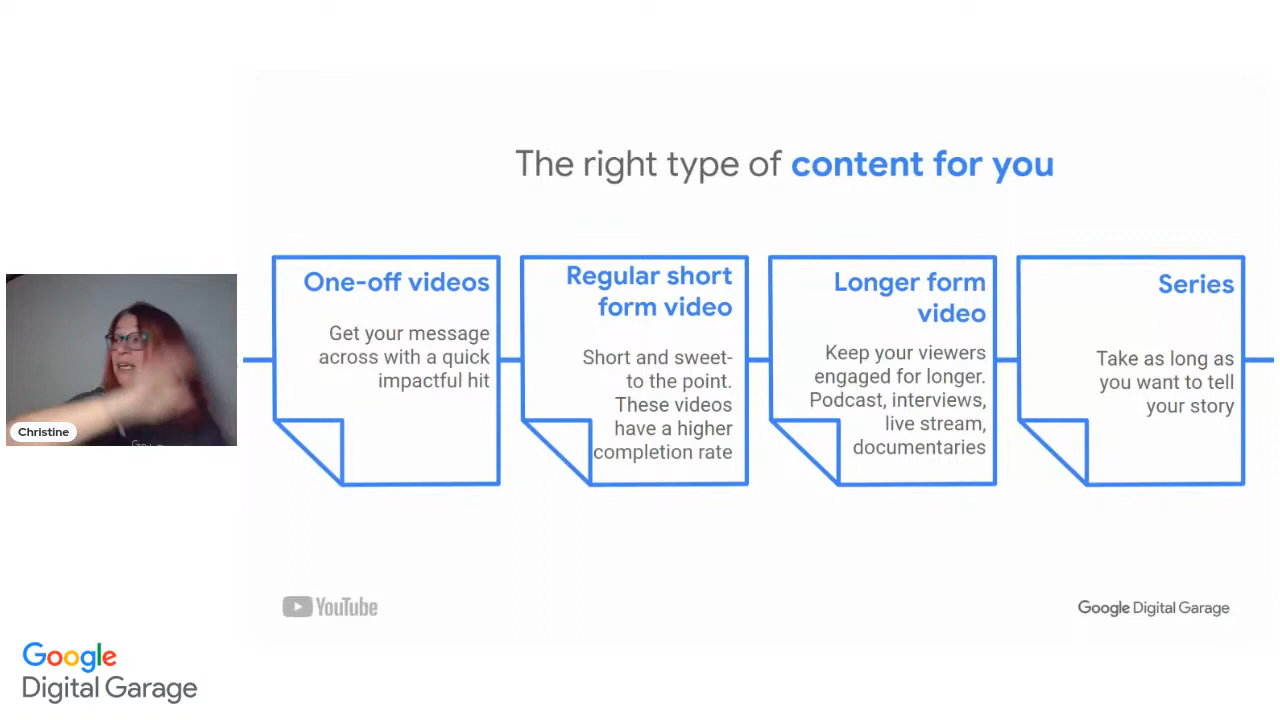 The right type of content for you
One-off videos
Get your message
across with a quick
impactful hit
Regular short
form video
Short and sweet-
to the point.
These videos
have a higher
completion rate
Longer form
video
Keep your viewers
engaged for longer.
Podcast, interviews,
live stream,
documentaries
Series
Take as long as
you want to tell
your story
Christine
YouTube
Google Digital Garage
Google
Digital Garage